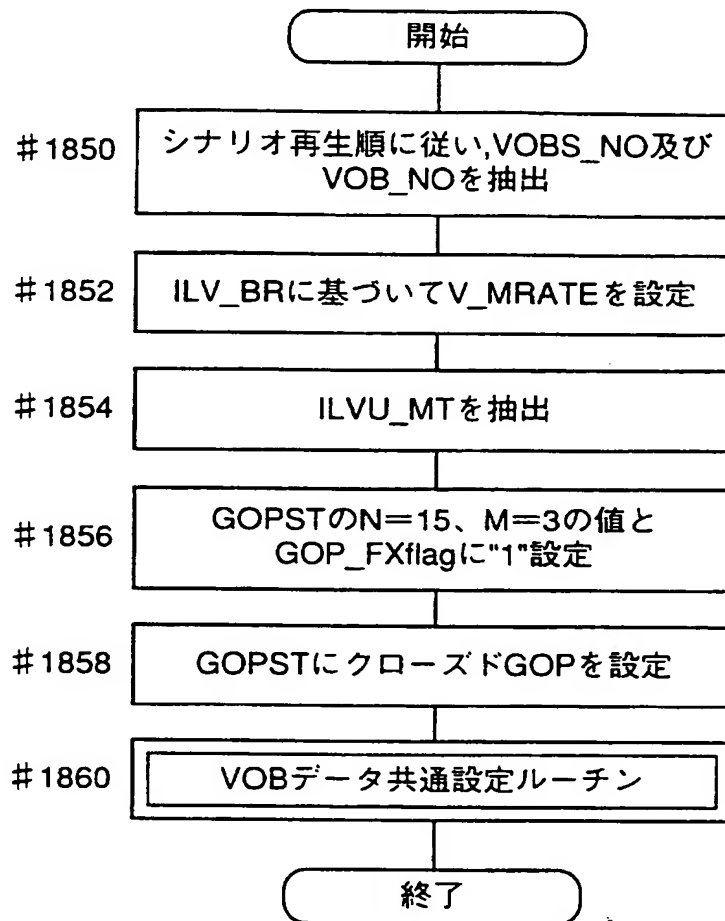 開始
#1850
シナリオ再生順に従い,VOBS_NO及び
VOB_NOを抽出
#1852
ILV_BRに基づいてV_MRATEを設定
#1854
ILVU_MTを抽出
#1856
GOPSTのN=15、M=3の値と
GOP_FXflagに"1"設定
#1858
GOPSTにクローズドGOPを設定
#1860
VOBデータ共通設定ルーチン
終了